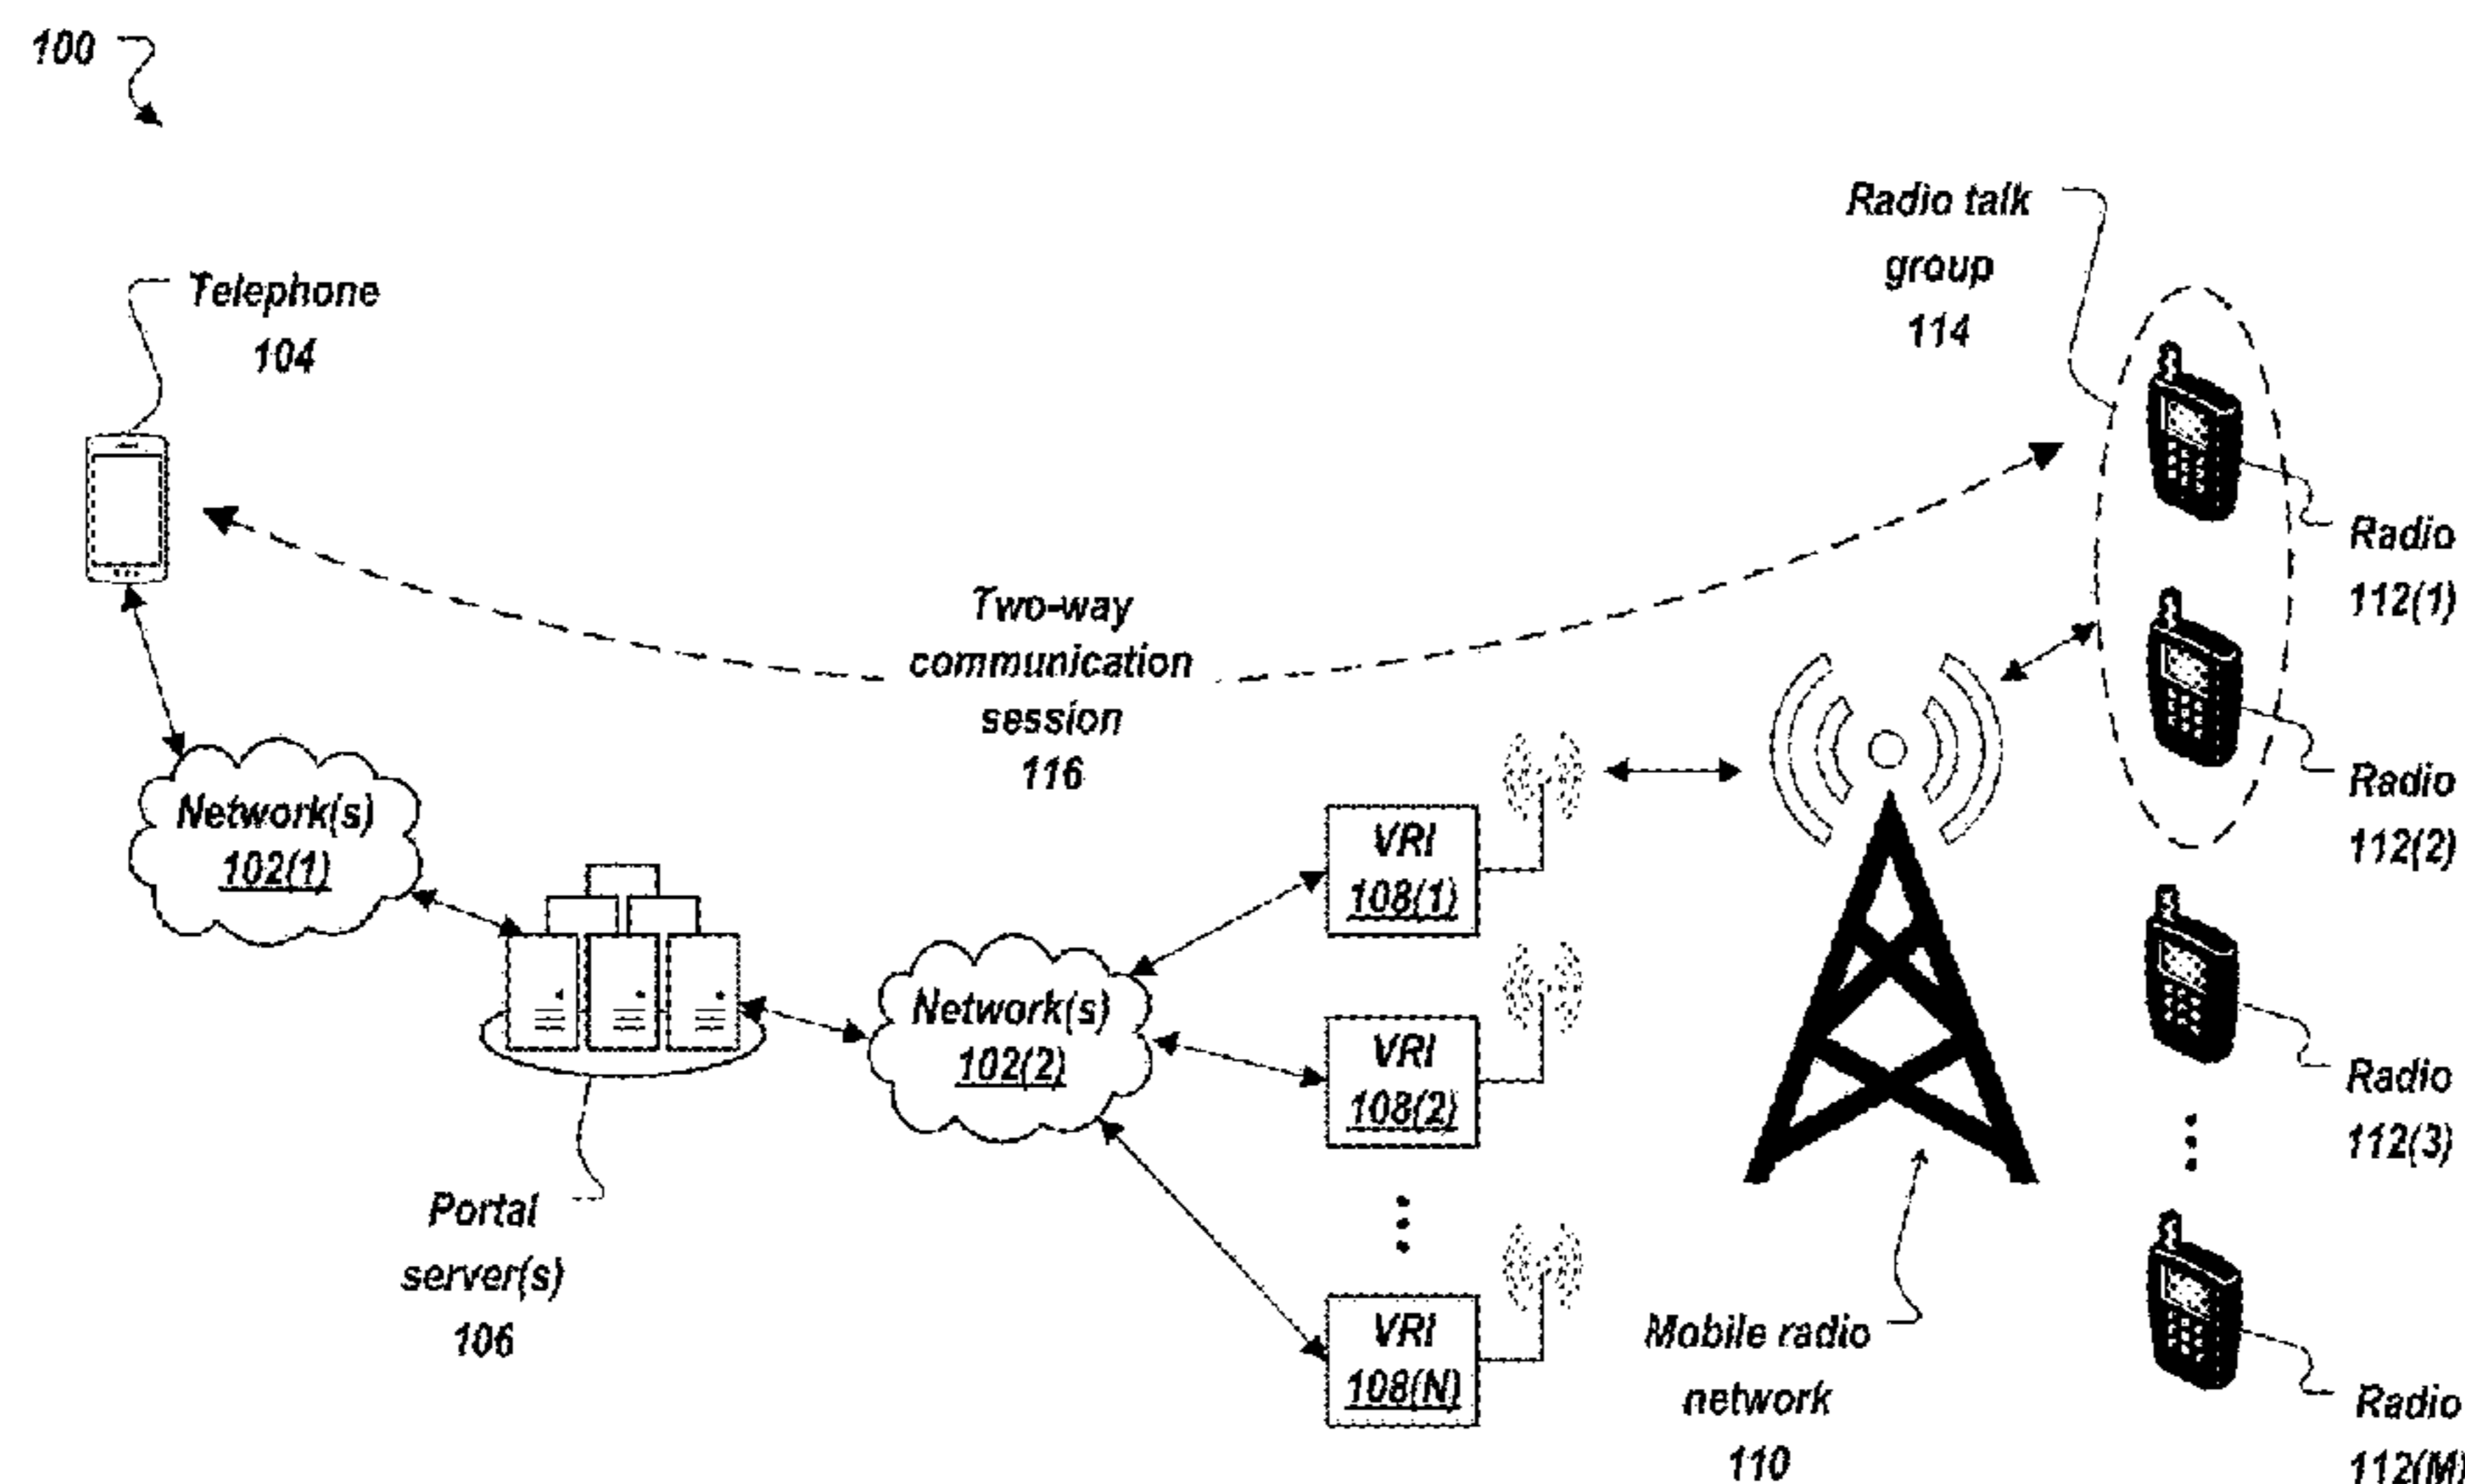 100
Telephone
104
Radio talk
group
114
Radio
112(1)
Two-way
communication
session
116
Radio
112(2)
Network(s)
102(1)
VRI
108(1)
Network(s)
102(2)
VRI
108(2)
Radio
112(3)
Portal
server(s)
106
VRI
108(N)
Mobile radio
network
110
Radio
112(M)